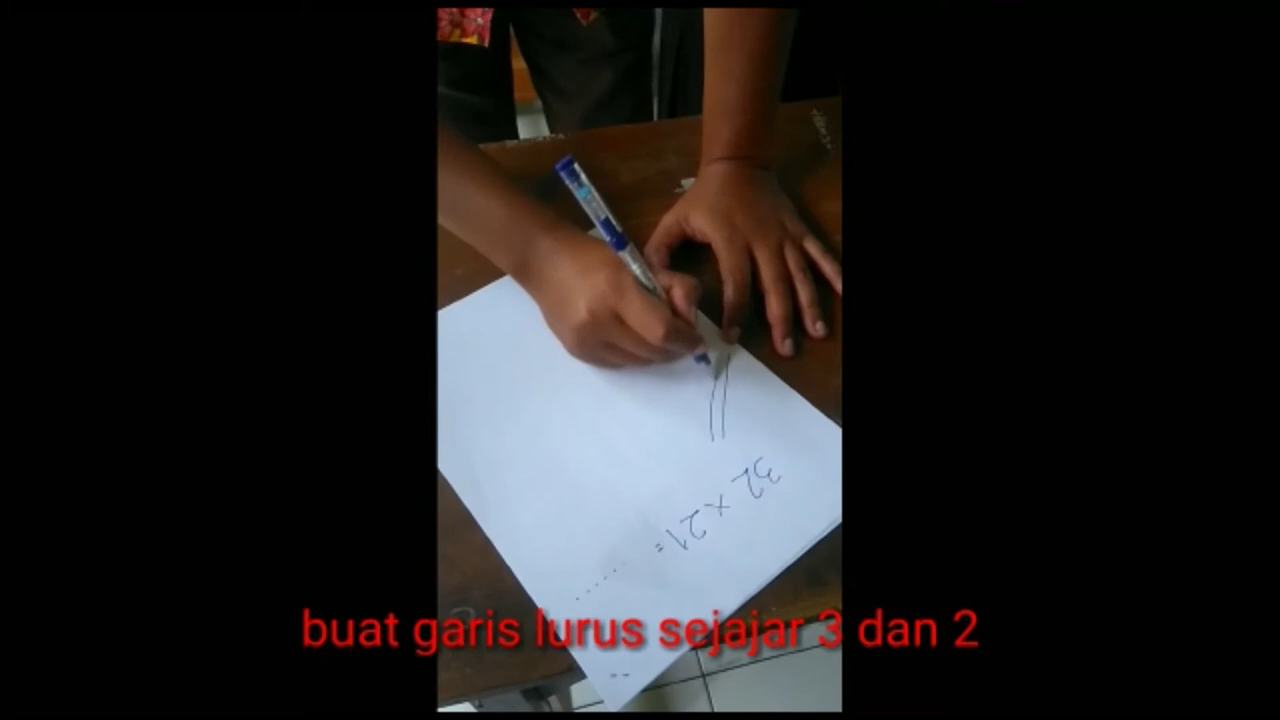 32 x 21 = .......
buat garis lurus sejajar 3 dan 2